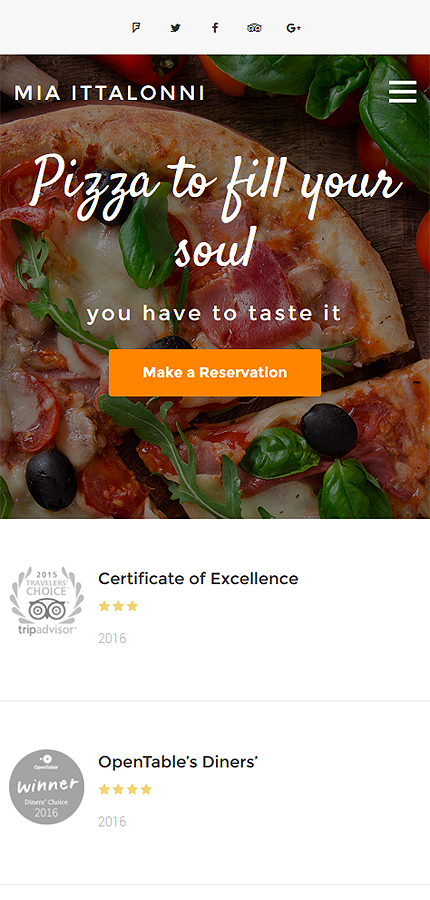 MIA ITTALONNI
Pizza to fill your
soul
you have to taste it
Make a Reservation
2015
TRAVELERS'
CHOICE
tripadvisor
Certificate of Excellence
2016
OpenTable
winner
Diners' Choice
2016
OpenTable's Diners'
2016